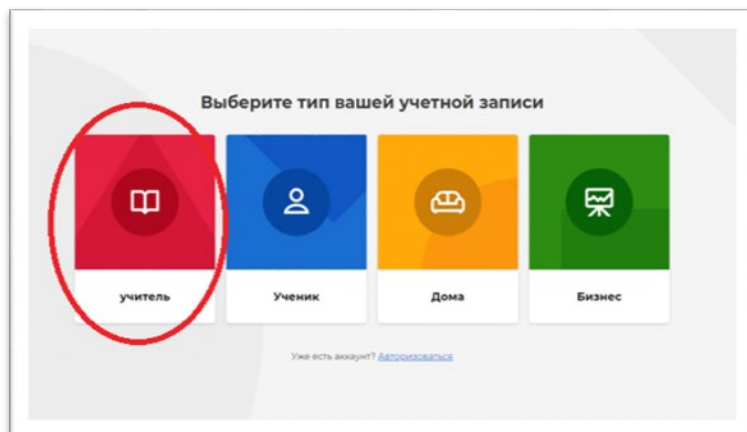 Выберите тип вашей учетной записи
учитель
Ученик
Дома
Бизнес
Уже есть аккаунт? Авторизоваться